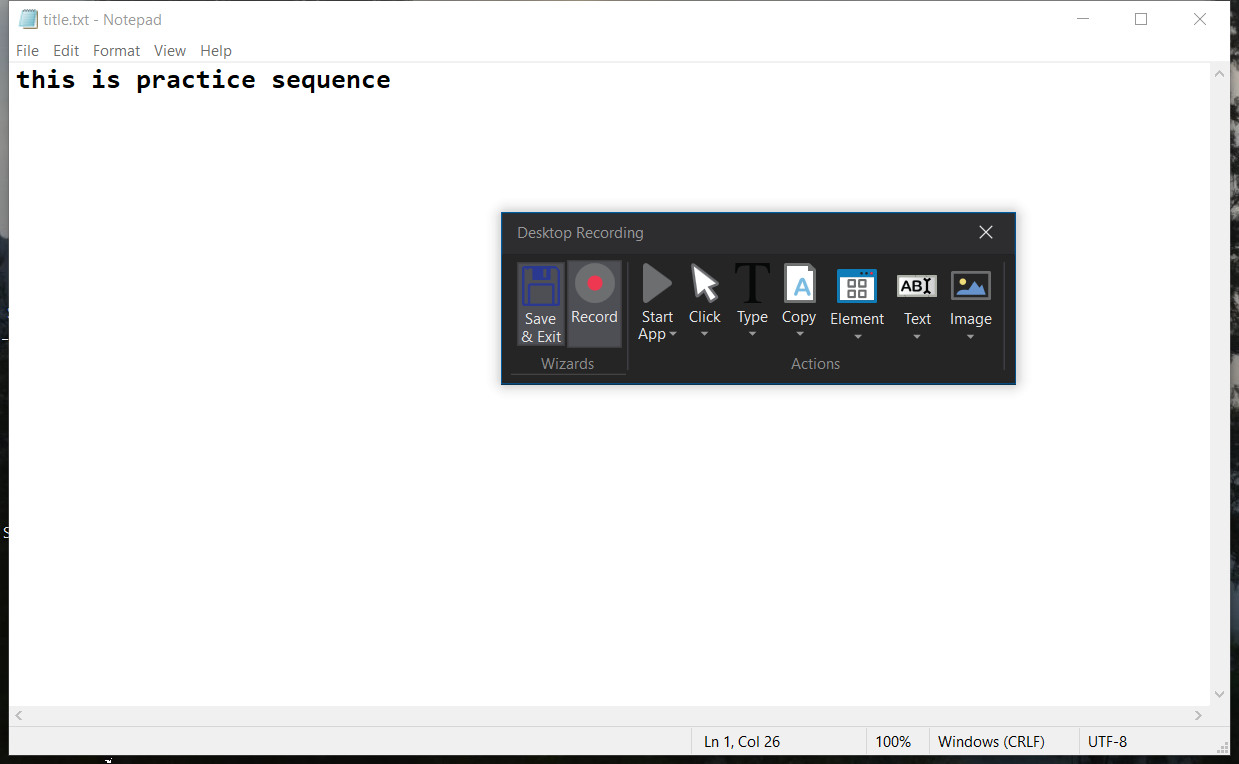 title.txt - Notepad
File Edit Format View Help
this is practice sequence
Desktop Recording
Save & Exit
Record
Start App
Click
Type
Copy
Element
Text
Image
Wizards
Actions
Ln 1, Col 26
100%
Windows (CRLF)
UTF-8